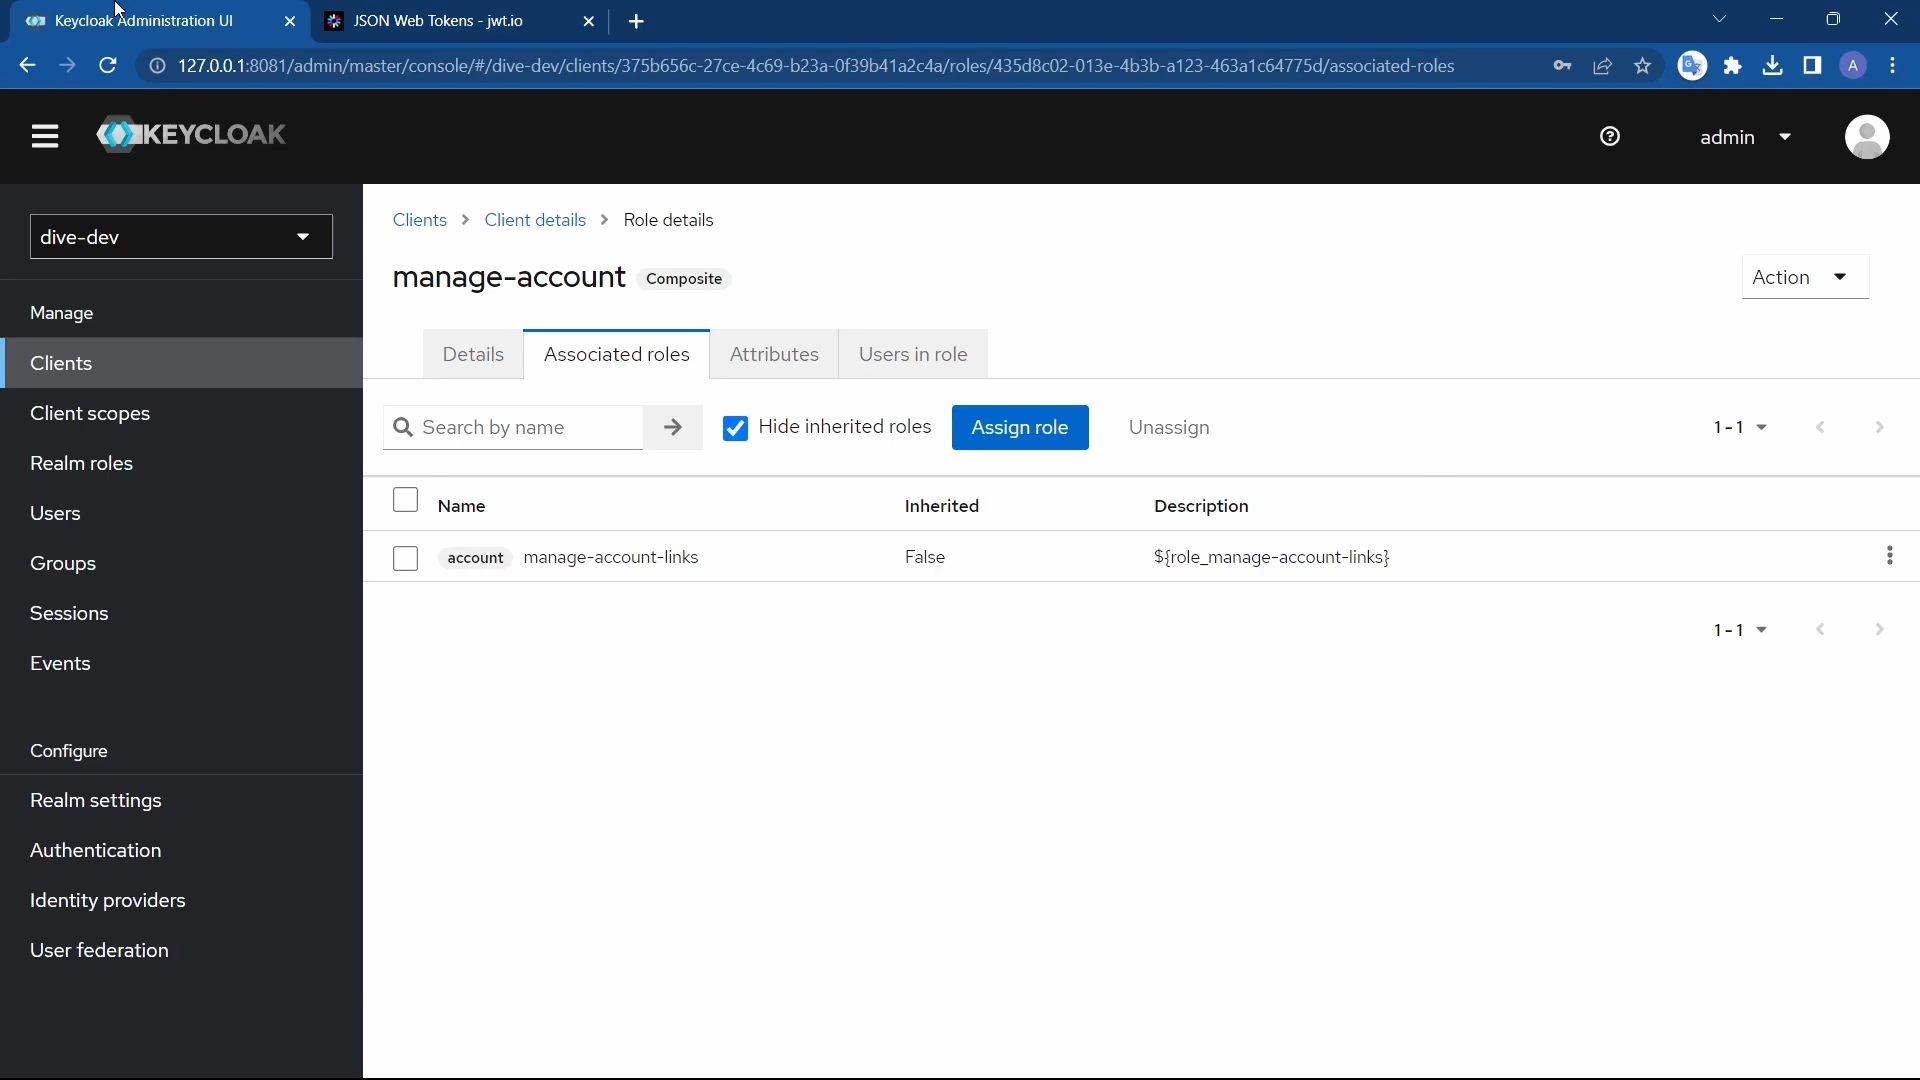 Keycloak Administration UI
JSON Web Tokens - jwt.io
127.0.0.1:8081/admin/master/console/#/dive-dev/clients/375b656c-27ce-4c69-b23a-0f39b41a2c4a/roles/435d8c02-013e-4b3b-a123-463a1c64775d/associated-roles
A
KEYCLOAK
admin
dive-dev
Manage
Clients
Client scopes
Realm roles
Users
Groups
Sessions
Events
Configure
Realm settings
Authentication
Identity providers
User federation
Clients > Client details > Role details
manage-account Composite
Action
Details Associated roles Attributes Users in role
Search by name Hide inherited roles Assign role Unassign 1 - 1
Name Inherited Description
account manage-account-links False ${role_manage-account-links}
1 - 1